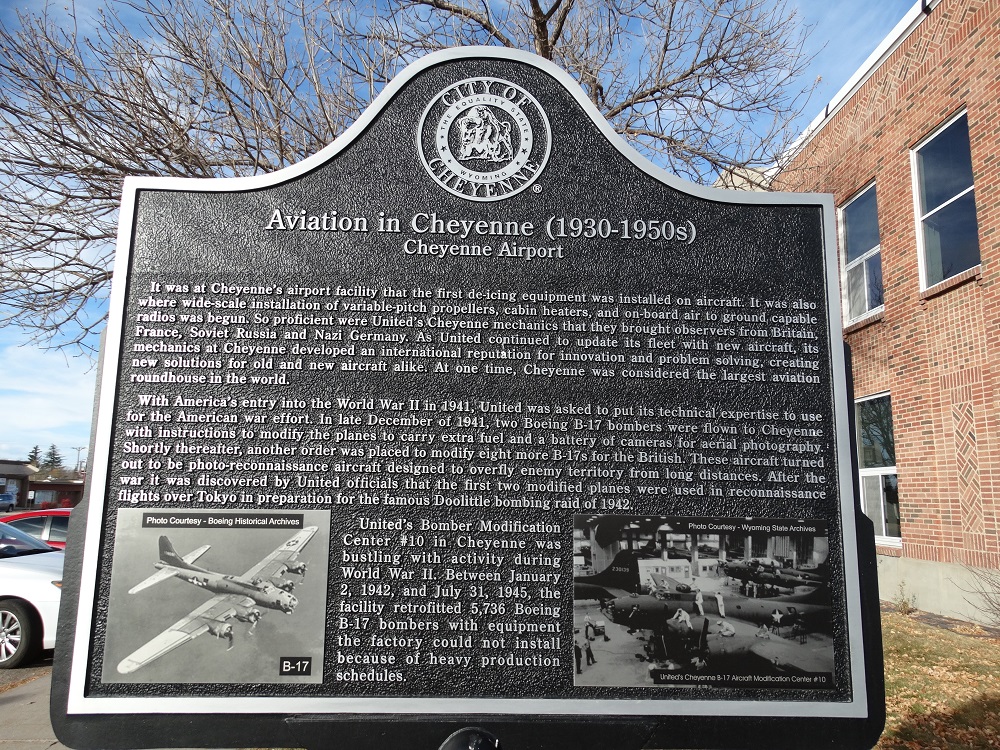 CITY OF
THE EQUALITY STATE
WYOMING
CHEYENNE
®
Aviation in Cheyenne (1930-1950s)
Cheyenne Airport
It was at Cheyenne's airport facility that the first de-icing equipment was installed on aircraft. It was also
where wide-scale installation of variable-pitch propellers, cabin heaters, and on-board air to ground capable
radios was begun. So proficient were United's Cheyenne mechanics that they brought observers from Britain,
France, Soviet Russia and Nazi Germany. As United continued to update its fleet with new aircraft, its
mechanics at Cheyenne developed an international reputation for innovation and problem solving, creating
new solutions for old and new aircraft alike. At one time, Cheyenne was considered the largest aviation
roundhouse in the world.
With America's entry into the World War II in 1941, United was asked to put its technical expertise to use
for the American war effort. In late December of 1941, two Boeing B-17 bombers were flown to Cheyenne
with instructions to modify the planes to carry extra fuel and a battery of cameras for aerial photography.
Shortly thereafter, another order was placed to modify eight more B-17s for the British. These aircraft turned
out to be photo-reconnaissance aircraft designed to overfly enemy territory from long distances. After the
war it was discovered by United officials that the first two modified planes were used in reconnaissance
flights over Tokyo in preparation for the famous Doolittle bombing raid of 1942.
Photo Courtesy - Boeing Historical Archives
B-17
United's Bomber Modification
Center #10 in Cheyenne was
bustling with activity during
World War II. Between January
2, 1942, and July 31, 1945, the
facility retrofitted 5,736 Boeing
B-17 bombers with equipment
the factory could not install
because of heavy production
schedules.
Photo Courtesy - Wyoming State Archives
United's Cheyenne B-17 Aircraft Modification Center #10